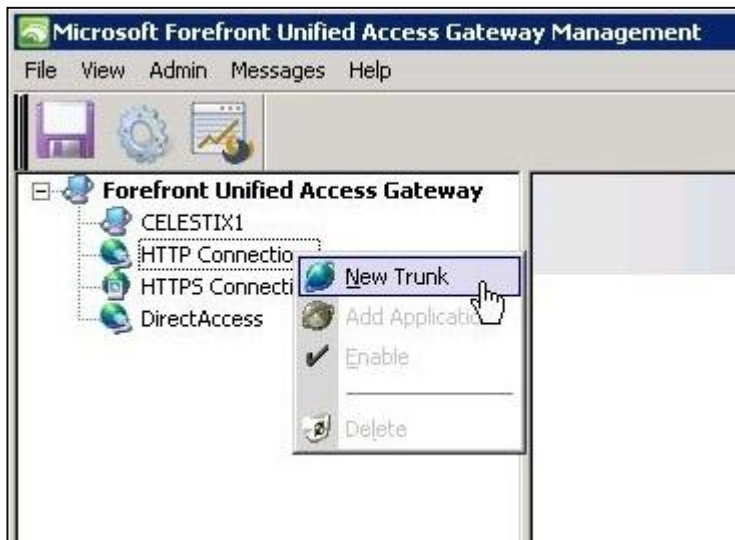 Microsoft Forefront Unified Access Gateway Management
File View Admin Messages Help
Forefront Unified Access Gateway
CELESTIX1
HTTP Connectio
HTTPS Connecti
DirectAccess
New Trunk
Add Applicatio
Enable
Delete